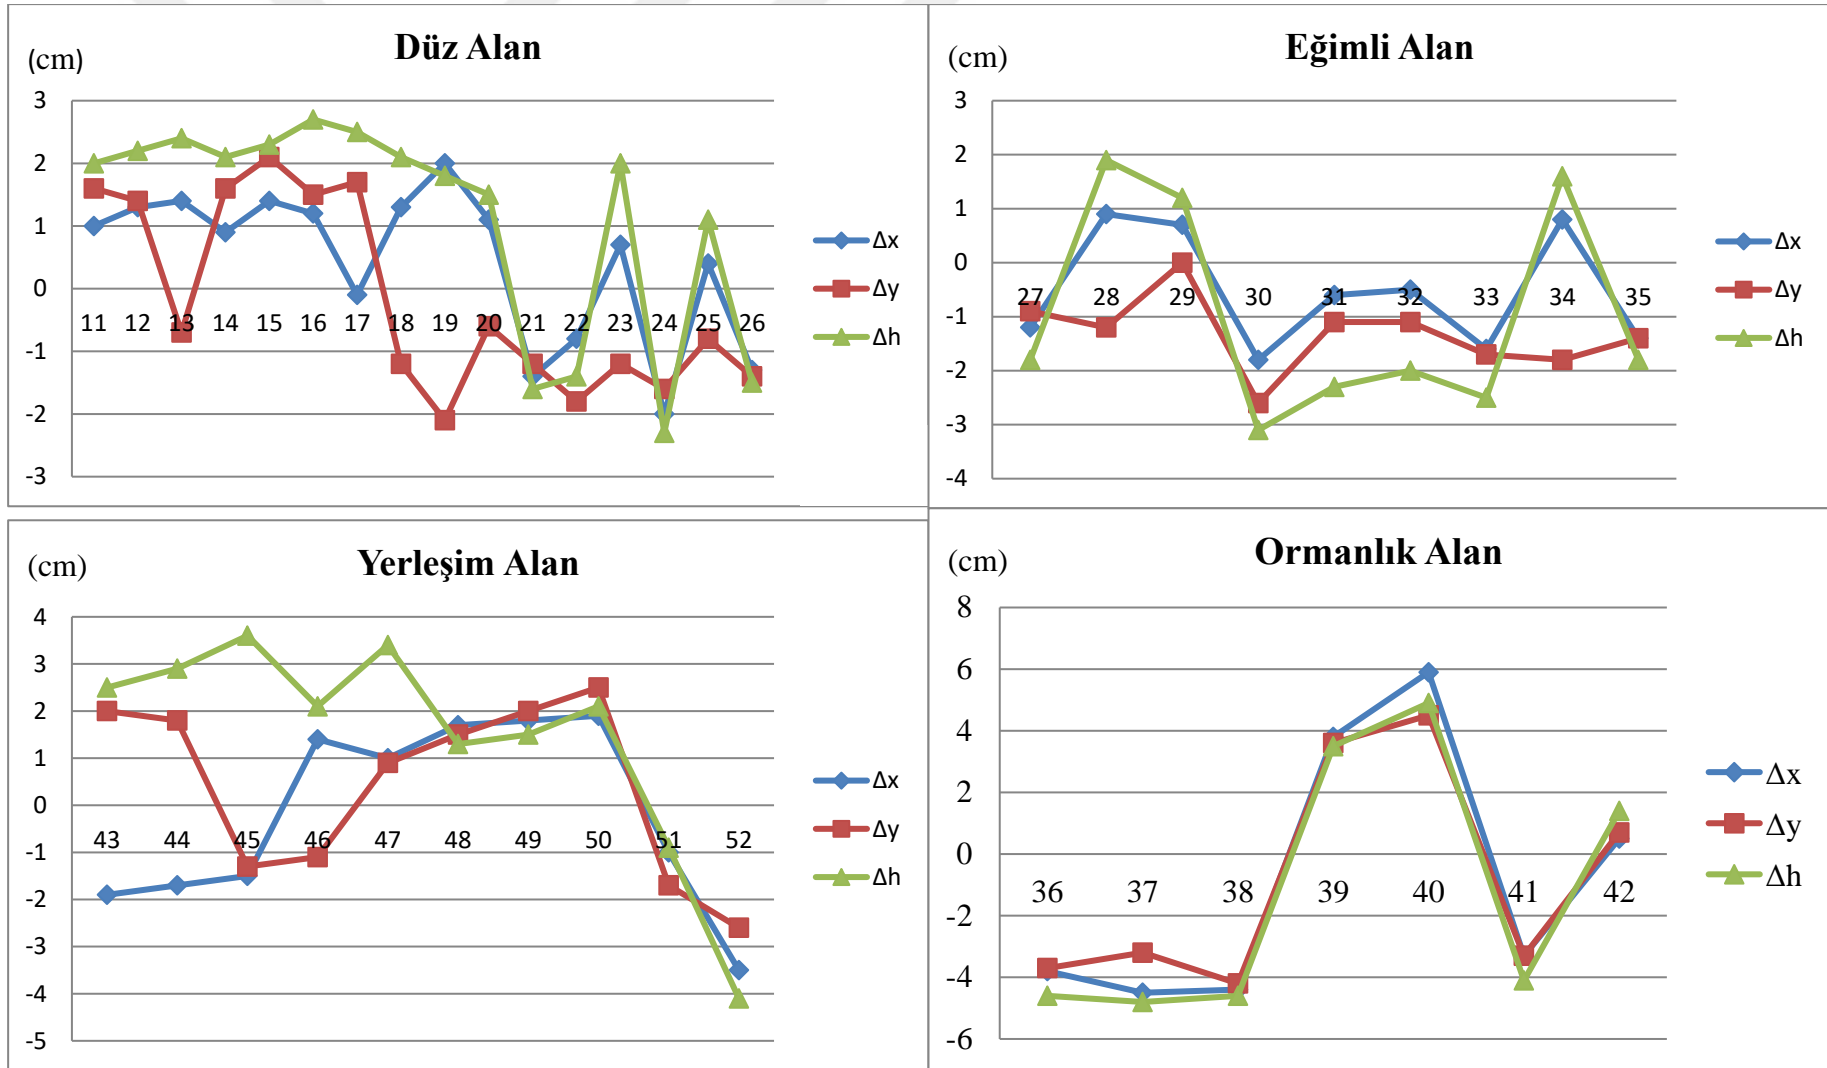 Düz Alan
(cm)
3
2
1
0
-1
-2
-3
11 12 13 14 15 16 17 18 19 20 21 22 23 24 25 26
Δx
Δy
Δh
Eğimli Alan
(cm)
3
2
1
0
-1
-2
-3
-4
27 28 29 30 31 32 33 34 35
Δx
Δy
Δh
Yerleşim Alan
(cm)
4
3
2
1
0
-1
-2
-3
-4
-5
43 44 45 46 47 48 49 50 51 52
Δx
Δy
Δh
Ormanlık Alan
(cm)
8
6
4
2
0
-2
-4
-6
36 37 38 39 40 41 42
Δx
Δy
Δh